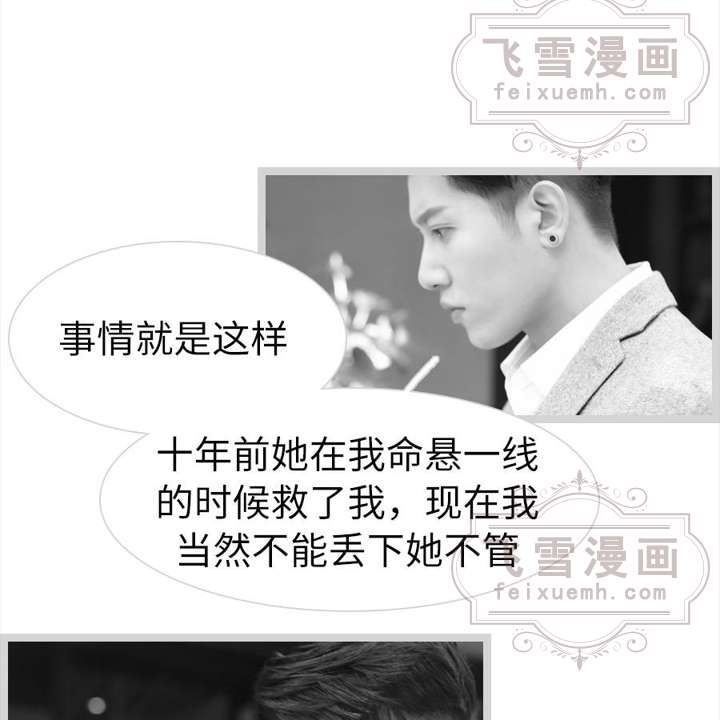 飞雪漫画
feixuemh.com
事情就是这样
十年前她在我命悬一线
的时候救了我，现在我
当然不能丢下她不管
飞雪漫画
feixuemh.com